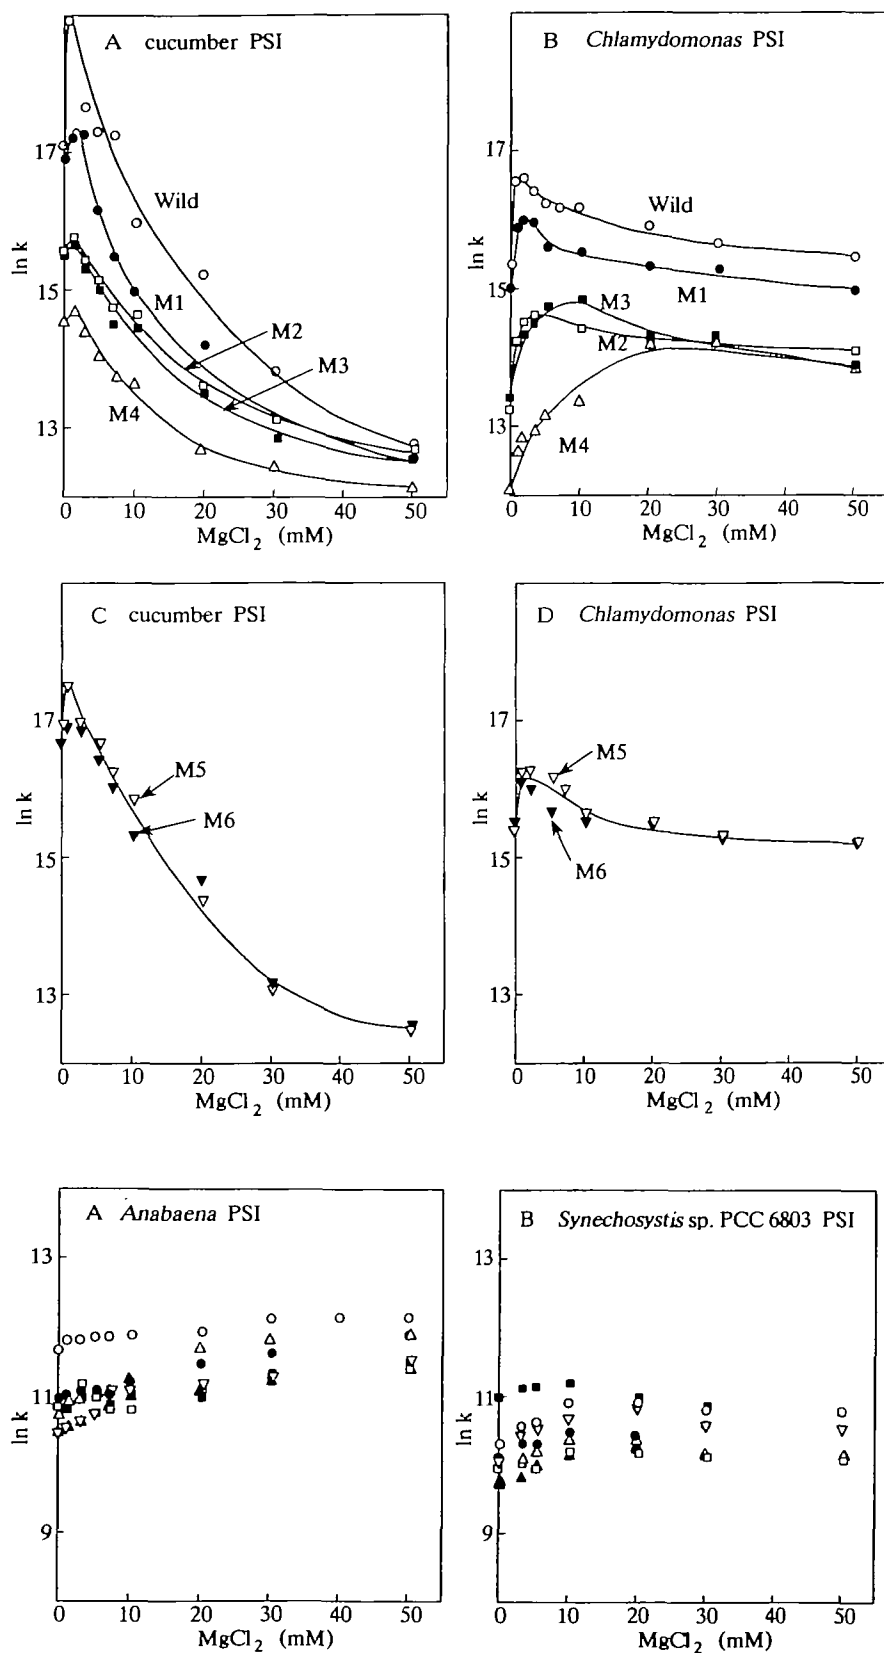 A cucumber PSI
17
15
13
ln k
Wild
M1
M2
M3
M4
0 10 20 30 40 50
MgCl2 (mM)
B Chlamydomonas PSI
17
15
13
ln k
Wild
M1
M3
M2
M4
0 10 20 30 40 50
MgCl2 (mM)
C cucumber PSI
17
15
13
ln k
M5
M6
0 10 20 30 40 50
MgCl2 (mM)
D Chlamydomonas PSI
17
15
13
ln k
M5
M6
0 10 20 30 40 50
MgCl2 (mM)
A Anabaena PSI
13
11
9
ln k
0 10 20 30 40 50
MgCl2 (mM)
B Synechosystis sp. PCC 6803 PSI
13
11
9
ln k
0 10 20 30 40 50
MgCl2 (mM)